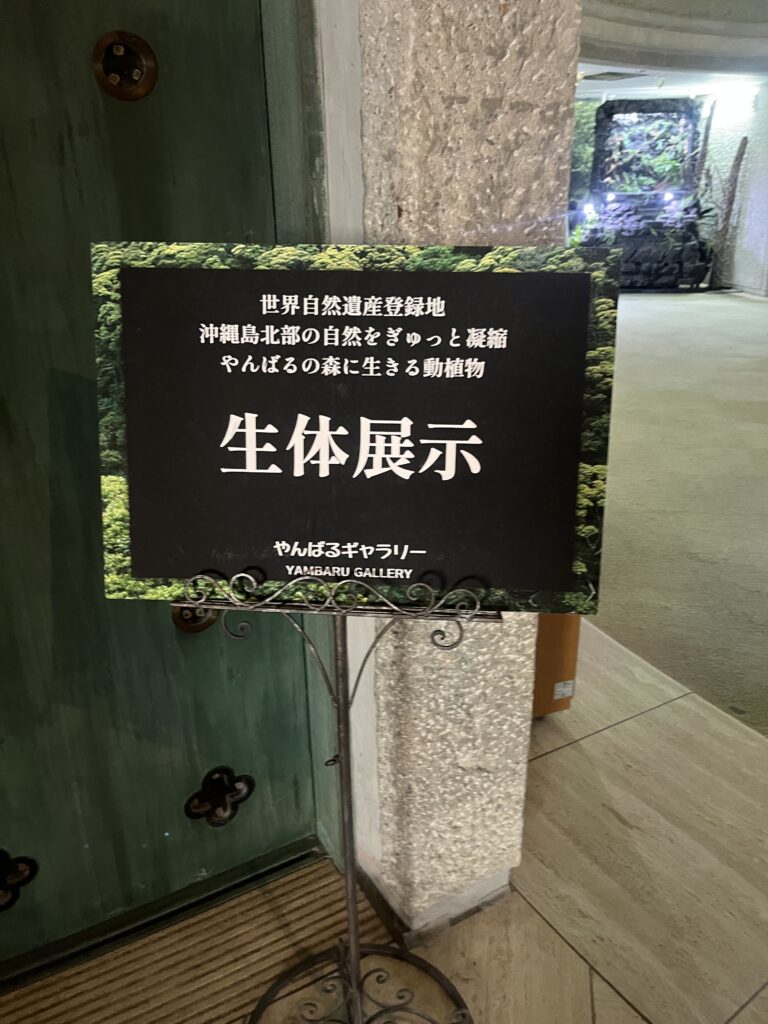 世界自然遺産登録地
沖縄島北部の自然をぎゅっと凝縮
やんばるの森に生きる動植物
生体展示
やんばるギャラリー
YAMBARU GALLERY